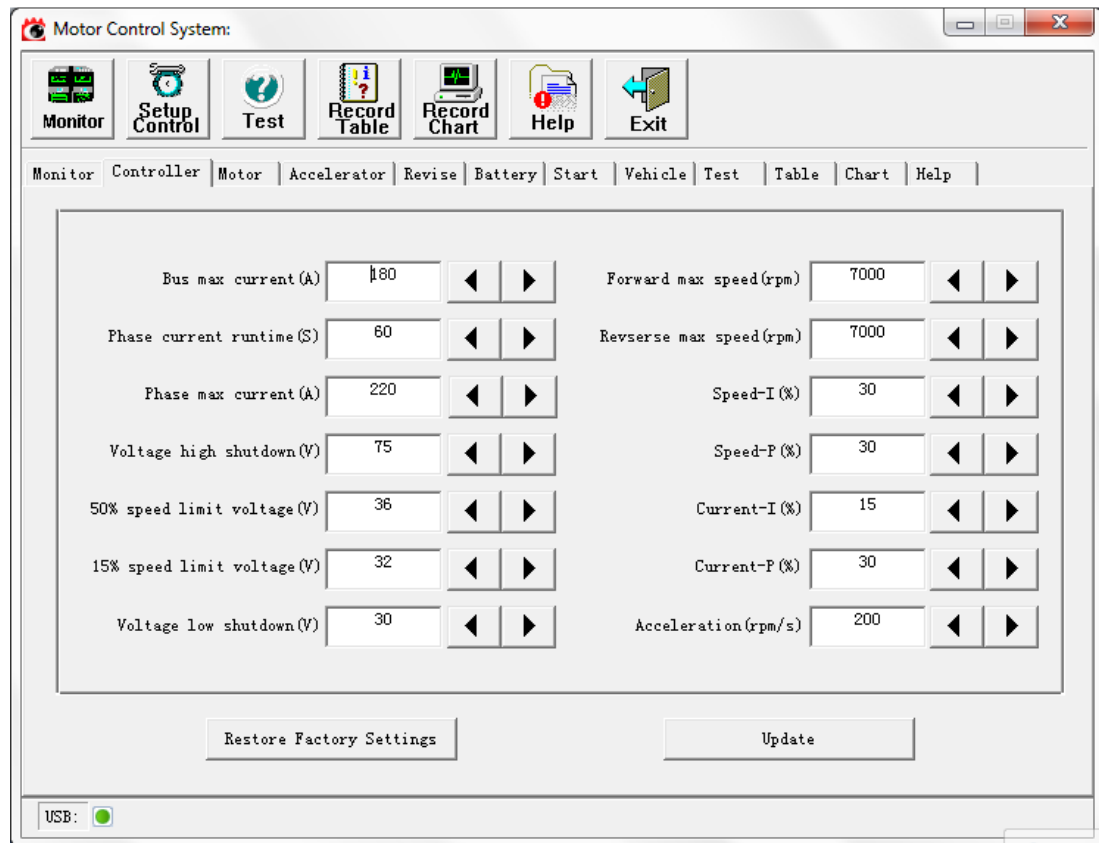 Motor Control System:
Monitor
Setup Control
Test
Record Table
Record Chart
Help
Exit
Monitor Controller Motor Accelerator Revise Battery Start Vehicle Test Table Chart Help
Bus max current(A) 180 Forward max speed(rpm) 7000
Phase current runtime(S) 60 Revserse max speed(rpm) 7000
Phase max current(A) 220 Speed-I(%) 30
Voltage high shutdown(V) 75 Speed-P(%) 30
50% speed limit voltage(V) 36 Current-I(%) 15
15% speed limit voltage(V) 32 Current-P(%) 30
Voltage low shutdown(V) 30 Acceleration(rpm/s) 200
Restore Factory Settings Update
USB: